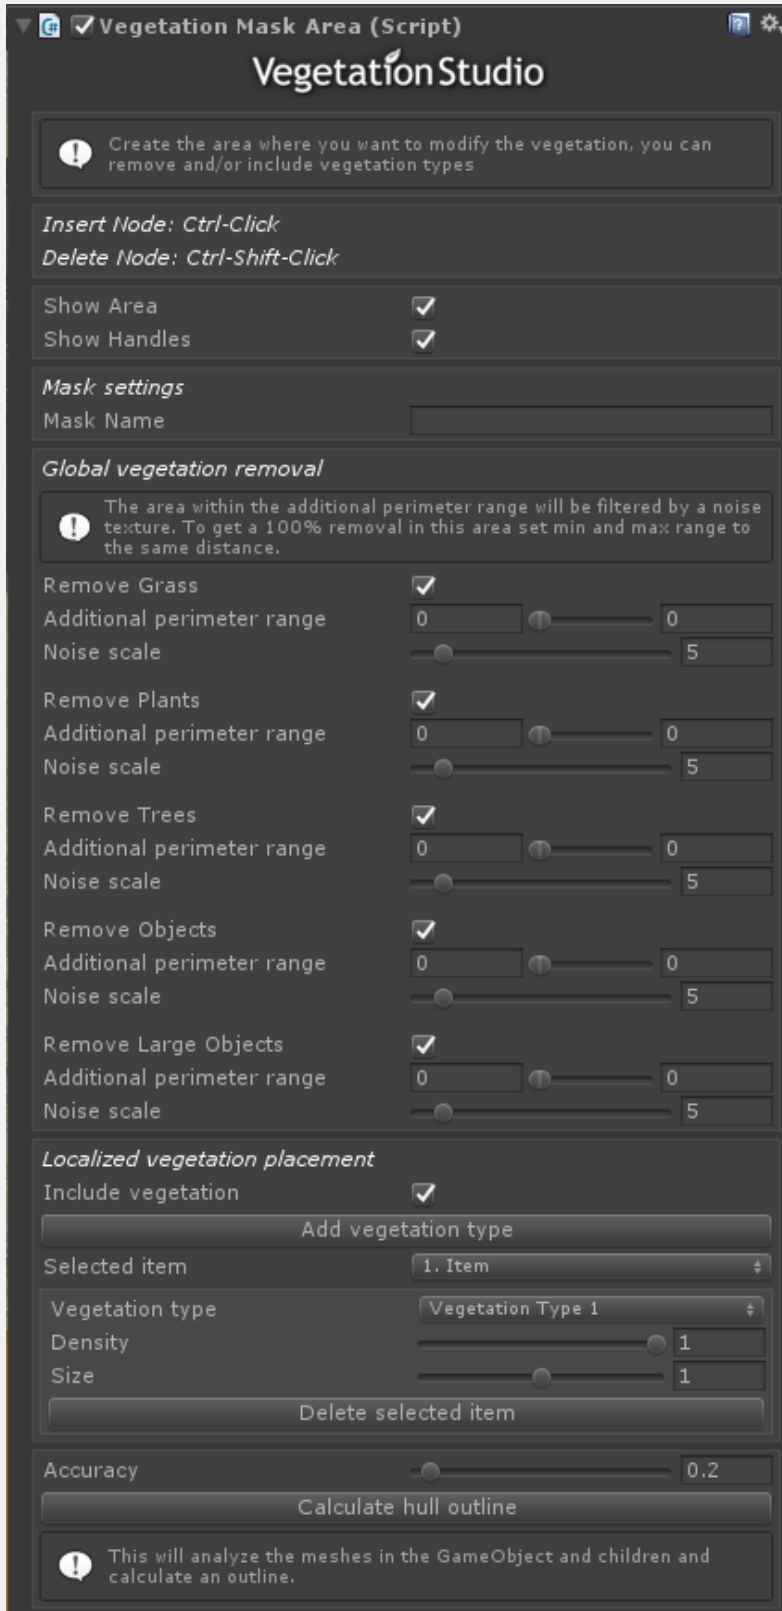 Vegetation Mask Area (Script)
VegetationStudio
Create the area where you want to modify the vegetation, you can
remove and/or include vegetation types
Insert Node: Ctrl-Click
Delete Node: Ctrl-Shift-Click
Show Area
Show Handles
Mask settings
Mask Name
Global vegetation removal
The area within the additional perimeter range will be filtered by a noise
texture. To get a 100% removal in this area set min and max range to
the same distance.
Remove Grass
Additional perimeter range 0 0
Noise scale 5
Remove Plants
Additional perimeter range 0 0
Noise scale 5
Remove Trees
Additional perimeter range 0 0
Noise scale 5
Remove Objects
Additional perimeter range 0 0
Noise scale 5
Remove Large Objects
Additional perimeter range 0 0
Noise scale 5
Localized vegetation placement
Include vegetation
Add vegetation type
Selected item 1. Item
Vegetation type Vegetation Type 1
Density 1
Size 1
Delete selected item
Accuracy 0.2
Calculate hull outline
This will analyze the meshes in the GameObject and children and
calculate an outline.